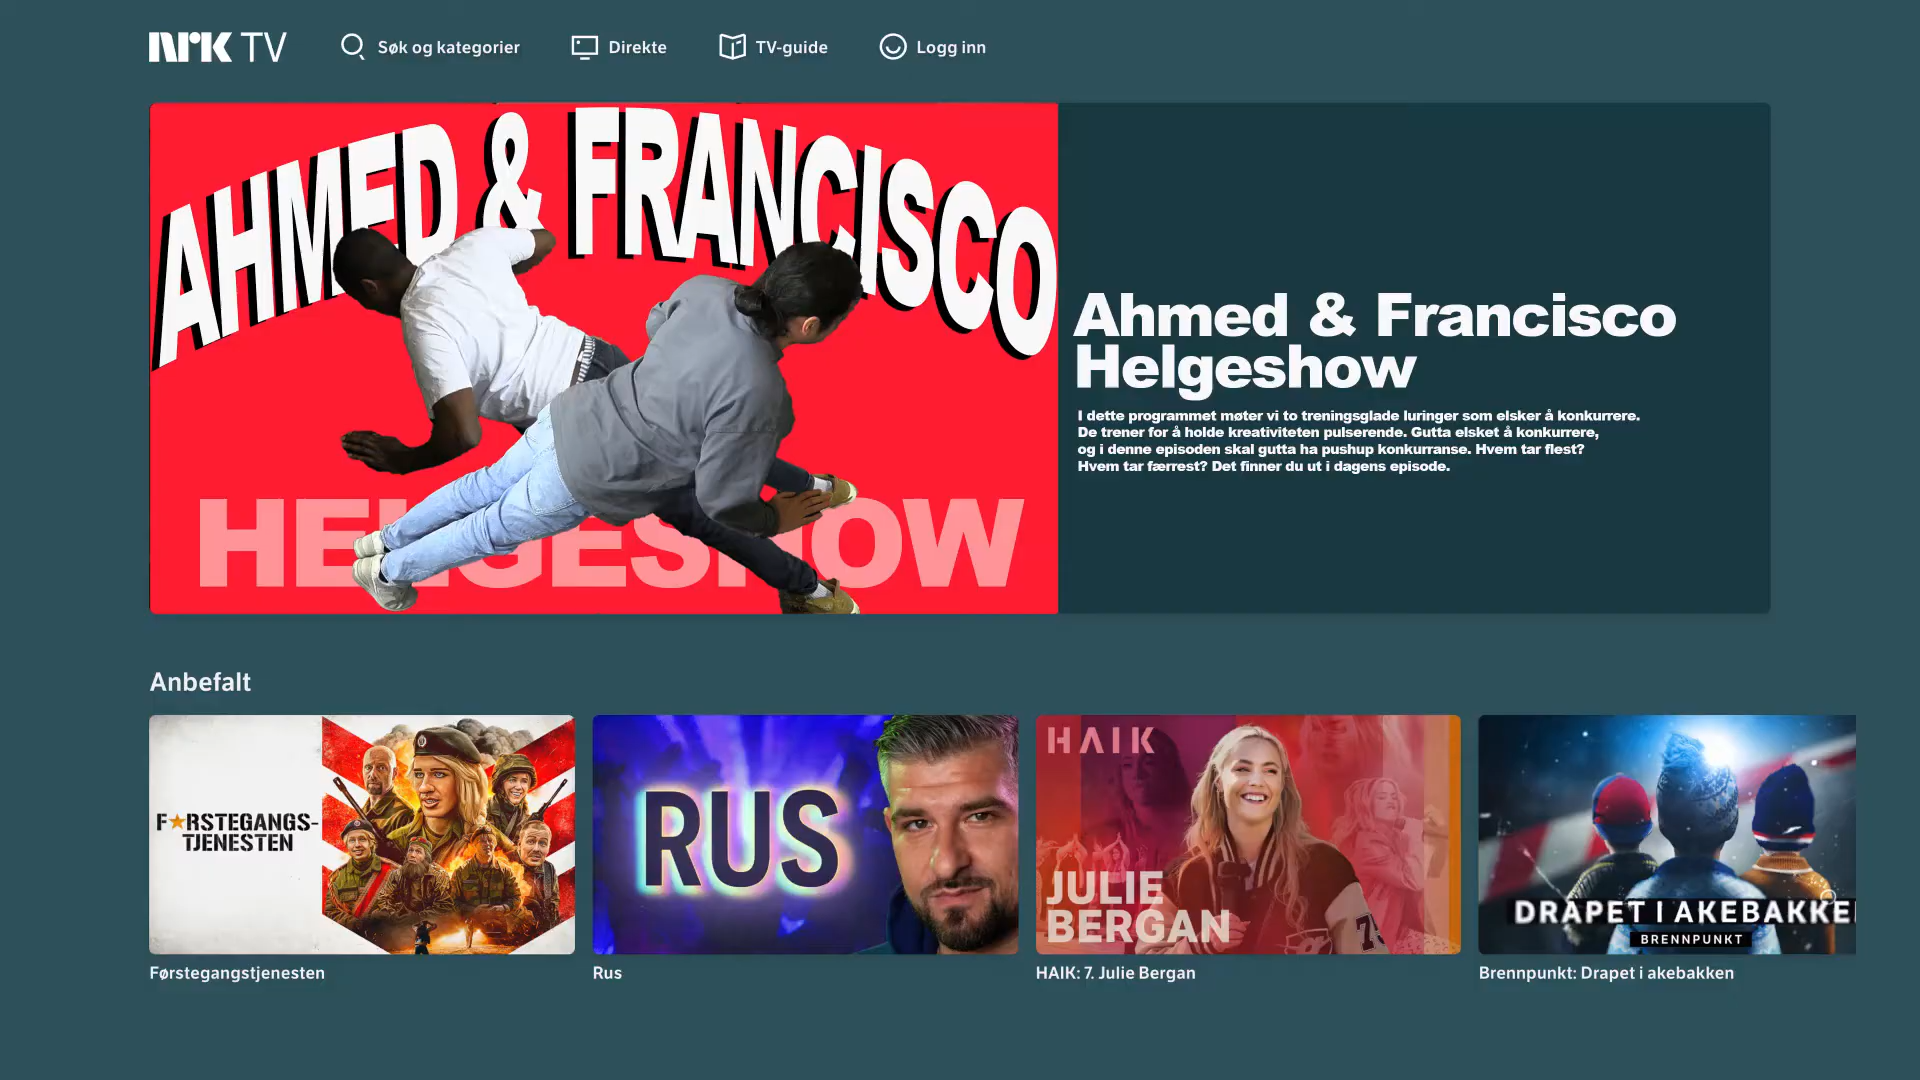 NRK TV
Søk og kategorier
Direkte
TV-guide
Logg inn
AHMED & FRANCISCO
HELGESHOW
Ahmed & Francisco
Helgeshow
I dette programmet møter vi to treningsglade luringer som elsker å konkurrere.
De trener for å holde kreativiteten pulserende. Gutta elsket å konkurrere,
og i denne episoden skal gutta ha pushup konkurranse. Hvem tar flest?
Hvem tar færrest? Det finner du ut i dagens episode.
Anbefalt
F★RSTEGANGS-
TJENESTEN
RUS
HAIK
JULIE
BERGAN
75
DRAPET I AKEBAKKE
BRENNPUNKT
Førstegangstjenesten
Rus
HAIK: 7. Julie Bergan
Brennpunkt: Drapet i akebakken